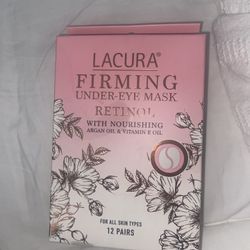 LACURA®
FIRMING
UNDER-EYE MASK
RETINOL
WITH NOURISHING
ARGAN OIL & VITAMIN E OIL
FOR ALL SKIN TYPES
12 PAIRS